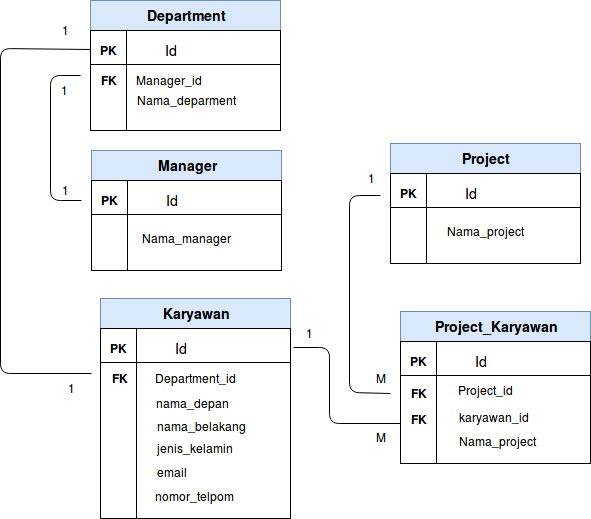 Department
1
PK Id
FK Manager_id
1
Nama_deparment
Manager
1
PK Id
Nama_manager
Project
1
PK Id
Nama_project
Karyawan
1
PK Id
FK Department_id
1
nama_depan
nama_belakang
jenis_kelamin
email
nomor_telpom
Project_Karyawan
PK Id
M
FK Project_id
FK karyawan_id
M
Nama_project